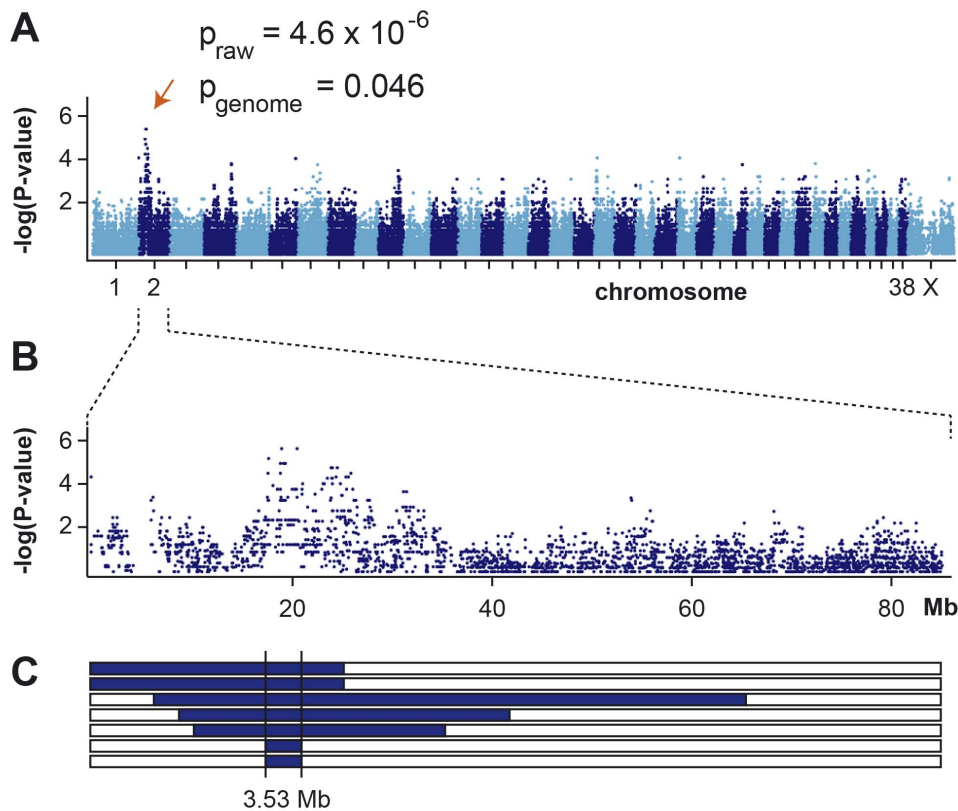 A
p_raw = 4.6 x 10^-6
p_genome = 0.046
-log(P-value)
6
4
2
1 2 chromosome 38 X
B
-log(P-value)
6
4
2
20 40 60 80 Mb
C
3.53 Mb